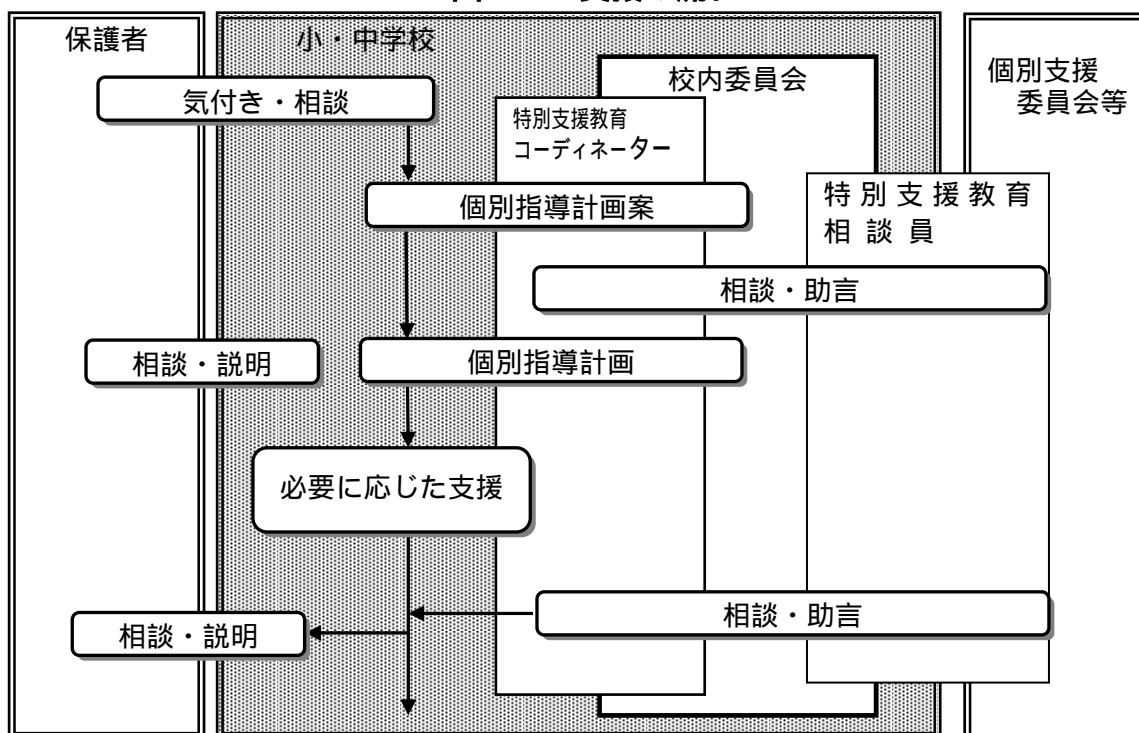 保護者
小・中学校
個別支援
委員会等
校内委員会
気付き・相談
特別支援教育
コーディネーター
個別指導計画案
特別支援教育
相談員
相談・助言
相談・説明
個別指導計画
必要に応じた支援
相談・助言
相談・説明